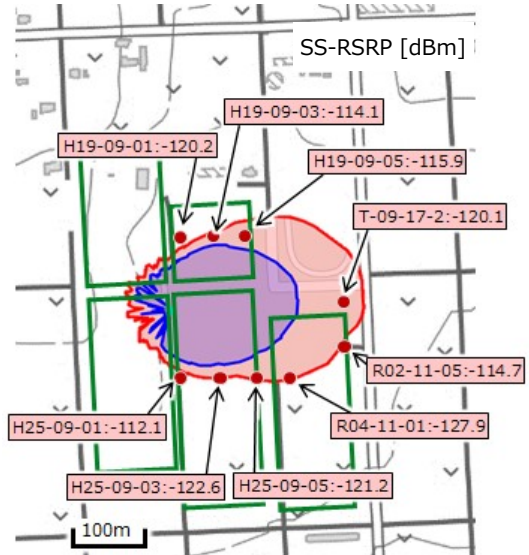 SS-RSRP [dBm]
H19-09-03:-114.1
H19-09-01:-120.2
H19-09-05:-115.9
T-09-17-2:-120.1
R02-11-05:-114.7
H25-09-01:-112.1
R04-11-01:-127.9
H25-09-03:-122.6
H25-09-05:-121.2
100m